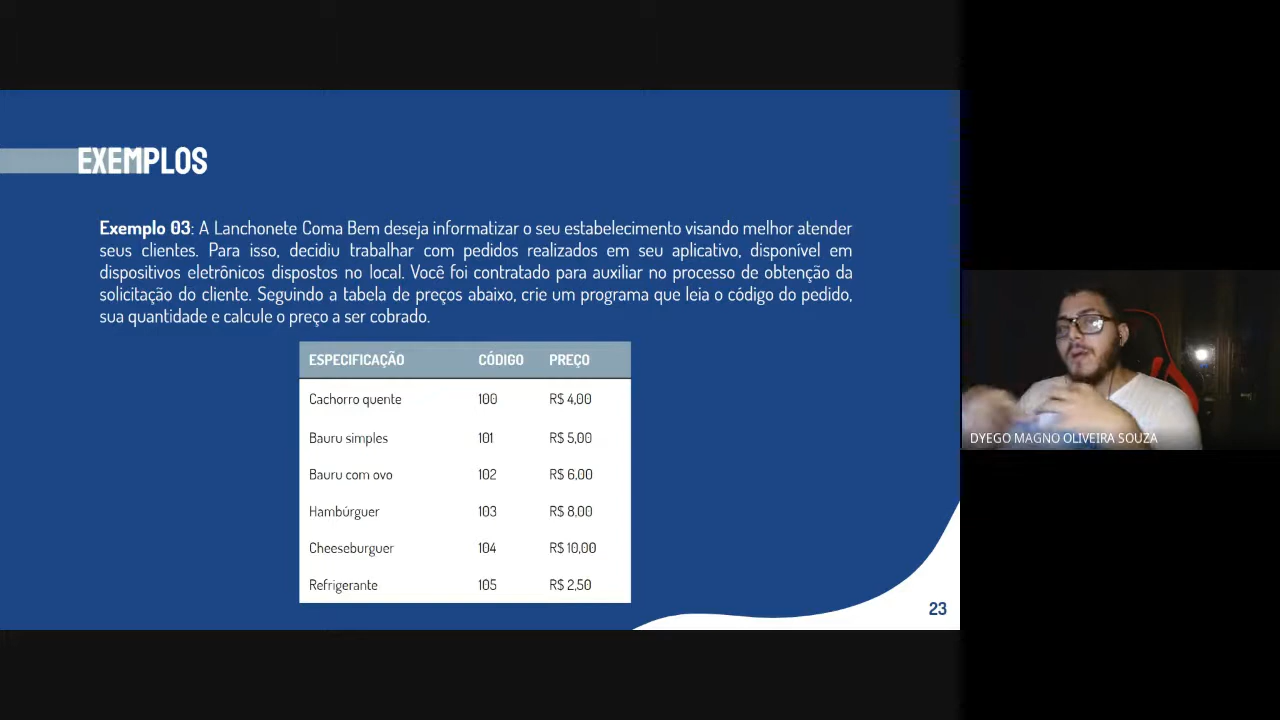 EXEMPLOS
Exemplo 03: A Lanchonete Coma Bem deseja informatizar o seu estabelecimento visando melhor atender
seus clientes. Para isso, decidiu trabalhar com pedidos realizados em seu aplicativo, disponível em
dispositivos eletrônicos dispostos no local. Você foi contratado para auxiliar no processo de obtenção da
solicitação do cliente. Seguindo a tabela de preços abaixo, crie um programa que leia o código do pedido,
sua quantidade e calcule o preço a ser cobrado.
ESPECIFICAÇÃO CÓDIGO PREÇO
Cachorro quente 100 R$ 4,00
Bauru simples 101 R$ 5,00
Bauru com ovo 102 R$ 6,00
Hambúrguer 103 R$ 8,00
Cheeseburguer 104 R$ 10,00
Refrigerante 105 R$ 2,50
23
DYEGO MAGNO OLIVEIRA SOUZA